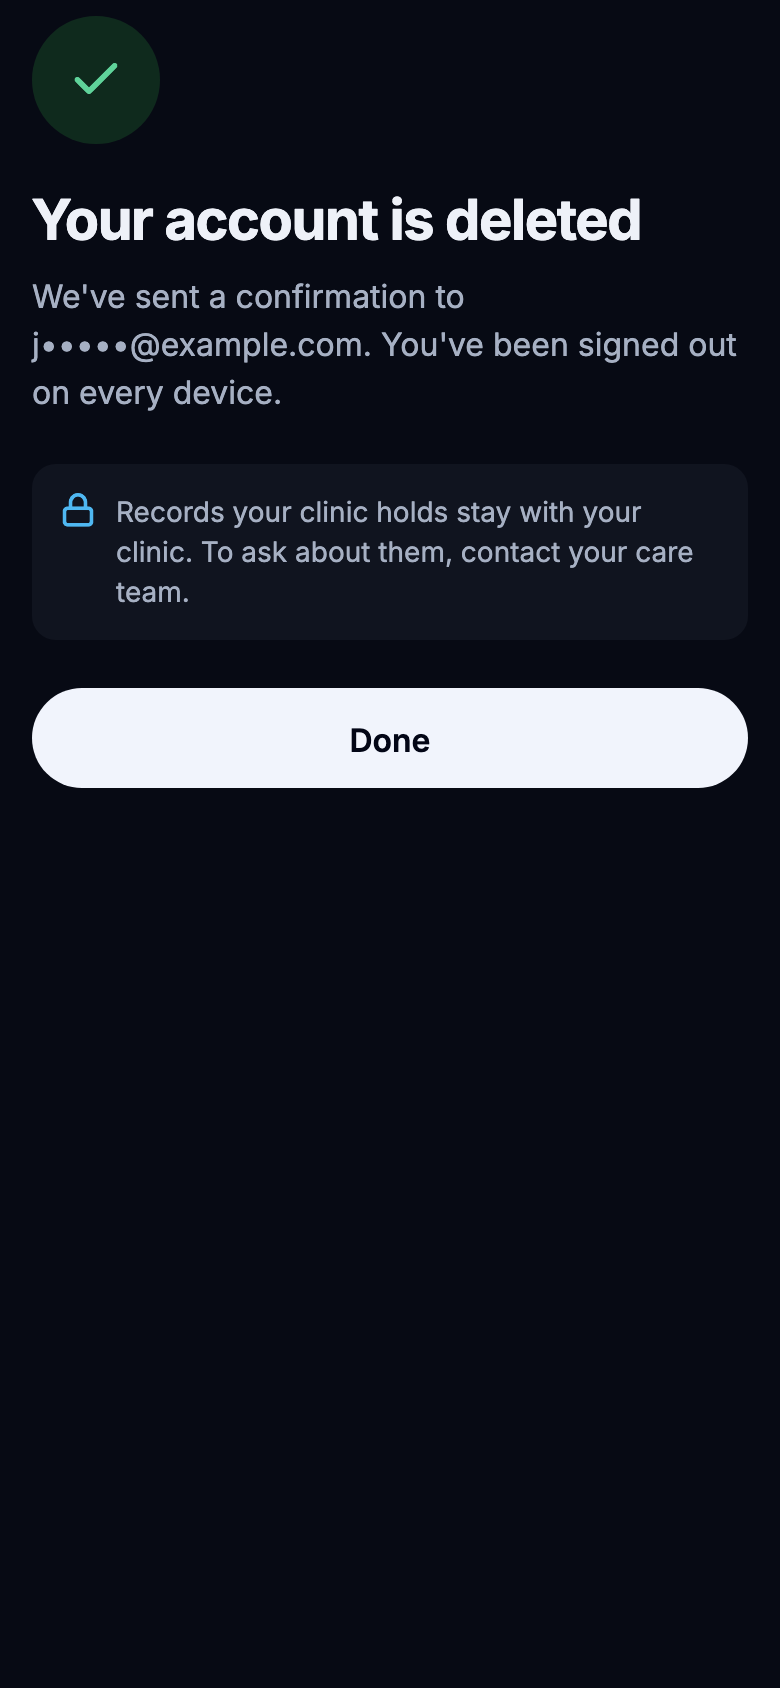 Your account is deleted
We've sent a confirmation to
j•••••@example.com. You've been signed out
on every device.
Records your clinic holds stay with your
clinic. To ask about them, contact your care
team.
Done